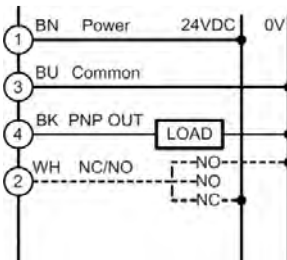 BN Power 24VDC 0V
1
BU Common
3
BK PNP OUT LOAD
4
NO
WH NC/NO NO
2
NC